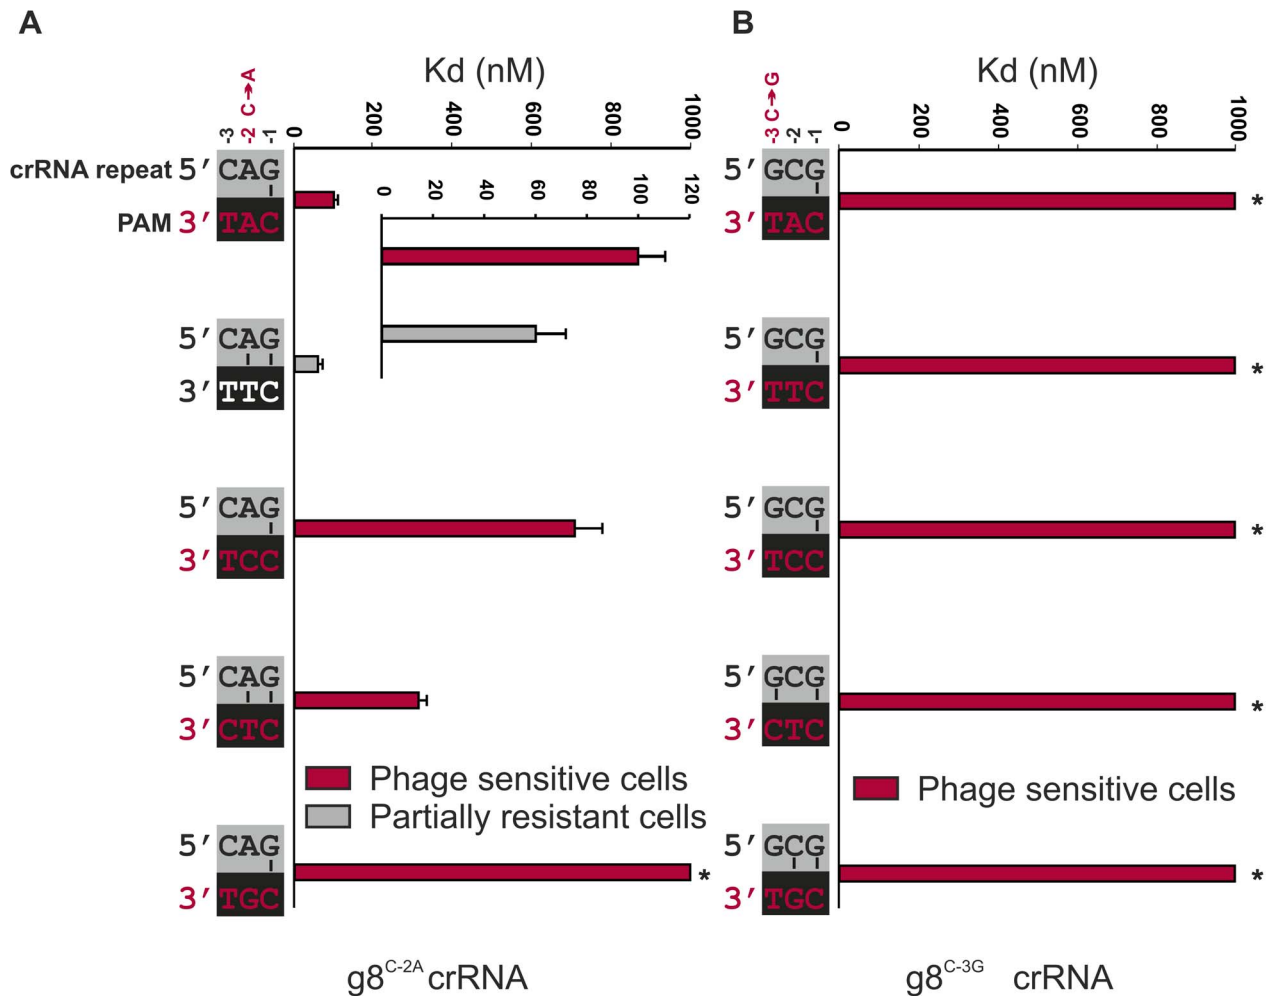 A
B
Kd (nM)
Kd (nM)
-3
-2 C→A
-1
-3 C→G
-2
-1
0
200
400
600
800
1000
0
200
400
600
800
1000
crRNA repeat 5′ CAG
PAM 3′ TAC
0
20
40
60
80
100
120
5′ GCG
3′ TAC
*
5′ CAG
3′ TTC
5′ GCG
3′ TTC
*
5′ CAG
3′ TCC
5′ GCG
3′ TCC
*
5′ CAG
3′ CTC
5′ GCG
3′ CTC
*
Phage sensitive cells
Partially resistant cells
Phage sensitive cells
5′ CAG
3′ TGC
*
5′ GCG
3′ TGC
*
g8C-2A crRNA
g8C-3G crRNA